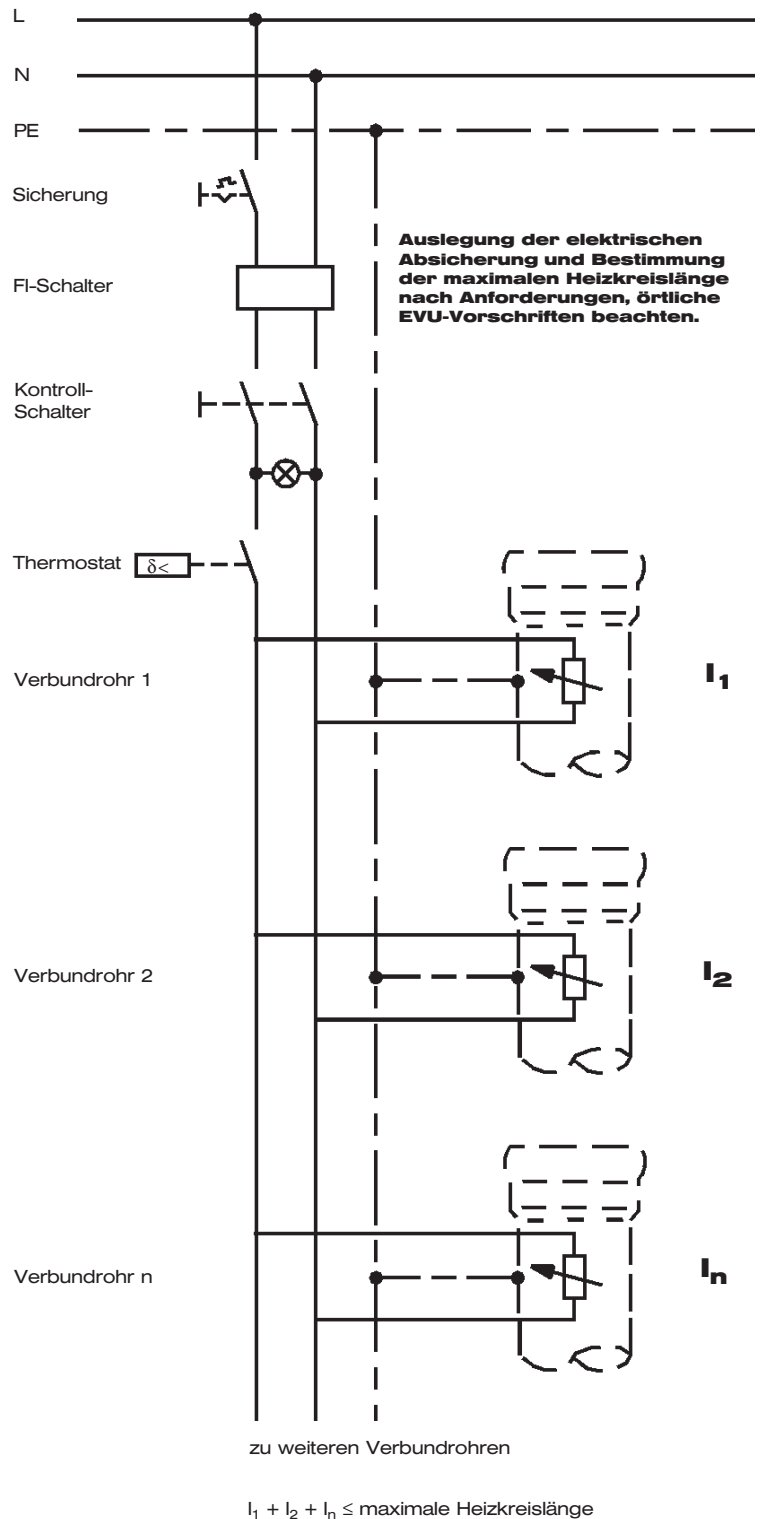 L
N
PE
Sicherung
Auslegung der elektrischen
Absicherung und Bestimmung
der maximalen Heizkreislänge
nach Anforderungen, örtliche
EVU-Vorschriften beachten.
FI-Schalter
Kontroll-
Schalter
Thermostat δ<
Verbundrohr 1 l₁
Verbundrohr 2 l₂
Verbundrohr n lₙ
zu weiteren Verbundrohren
l₁ + l₂ + lₙ ≤ maximale Heizkreislänge